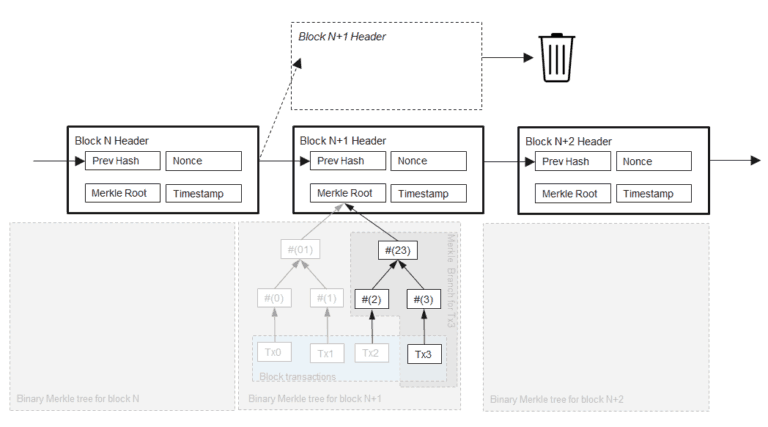 Block N+1 Header
Block N Header
Prev Hash
Nonce
Merkle Root
Timestamp
Block N+1 Header
Prev Hash
Nonce
Merkle Root
Timestamp
Block N+2 Header
Prev Hash
Nonce
Merkle Root
Timestamp
#(01)
#(23)
#(0)
#(1)
#(2)
#(3)
Tx0
Tx1
Tx2
Tx3
Merkle Branch for Tx3
Block transactions
Binary Merkle tree for block N
Binary Merkle tree for block N+1
Binary Merkle tree for block N+2